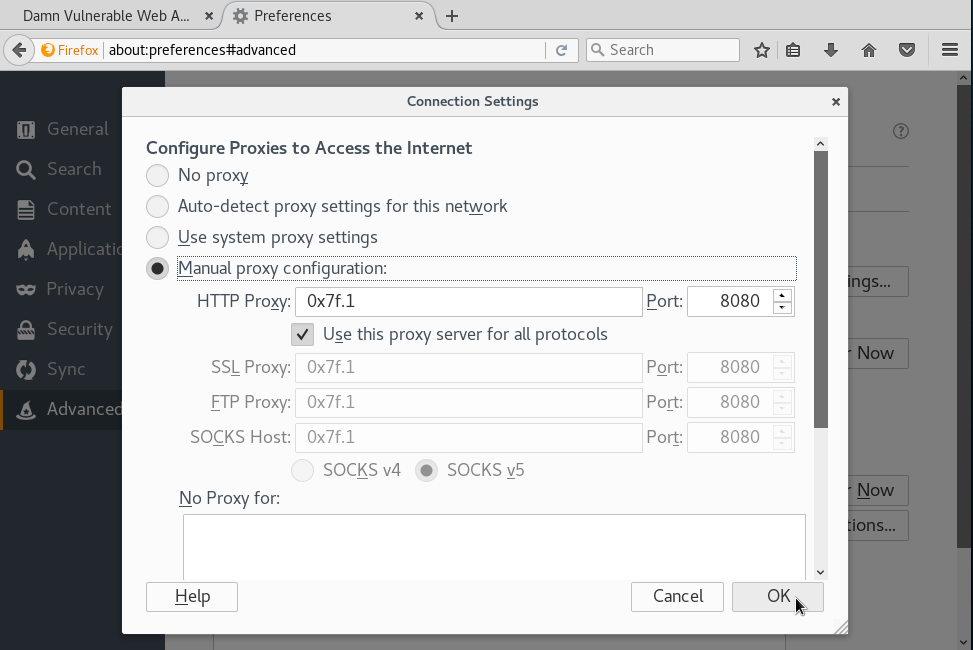 Damn Vulnerable Web A...
Preferences
Firefox about:preferences#advanced
Search
General
Search
Content
Applicatio
Privacy
Security
Sync
Advanced
Connection Settings
Configure Proxies to Access the Internet
No proxy
Auto-detect proxy settings for this network
Use system proxy settings
Manual proxy configuration:
HTTP Proxy: 0x7f.1 Port: 8080
Use this proxy server for all protocols
SSL Proxy: 0x7f.1 Port: 8080
FTP Proxy: 0x7f.1 Port: 8080
SOCKS Host: 0x7f.1 Port: 8080
SOCKS v4 SOCKS v5
No Proxy for:
Help Cancel OK
?
ngs...
r Now
r Now
tions...